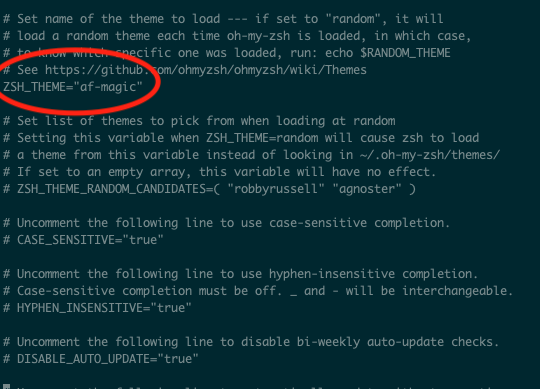 # Set name of the theme to load --- if set to "random", it will
# load a random theme each time oh-my-zsh is loaded, in which case,
# to know which specific one was loaded, run: echo $RANDOM_THEME
# See https://github.com/ohmyzsh/ohmyzsh/wiki/Themes
ZSH_THEME="af-magic"
# Set list of themes to pick from when loading at random
# Setting this variable when ZSH_THEME=random will cause zsh to load
# a theme from this variable instead of looking in ~/.oh-my-zsh/themes/
# If set to an empty array, this variable will have no effect.
# ZSH_THEME_RANDOM_CANDIDATES=( "robbyrussell" "agnoster" )
# Uncomment the following line to use case-sensitive completion.
# CASE_SENSITIVE="true"
# Uncomment the following line to use hyphen-insensitive completion.
# Case-sensitive completion must be off. _ and - will be interchangeable.
# HYPHEN_INSENSITIVE="true"
# Uncomment the following line to disable bi-weekly auto-update checks.
# DISABLE_AUTO_UPDATE="true"